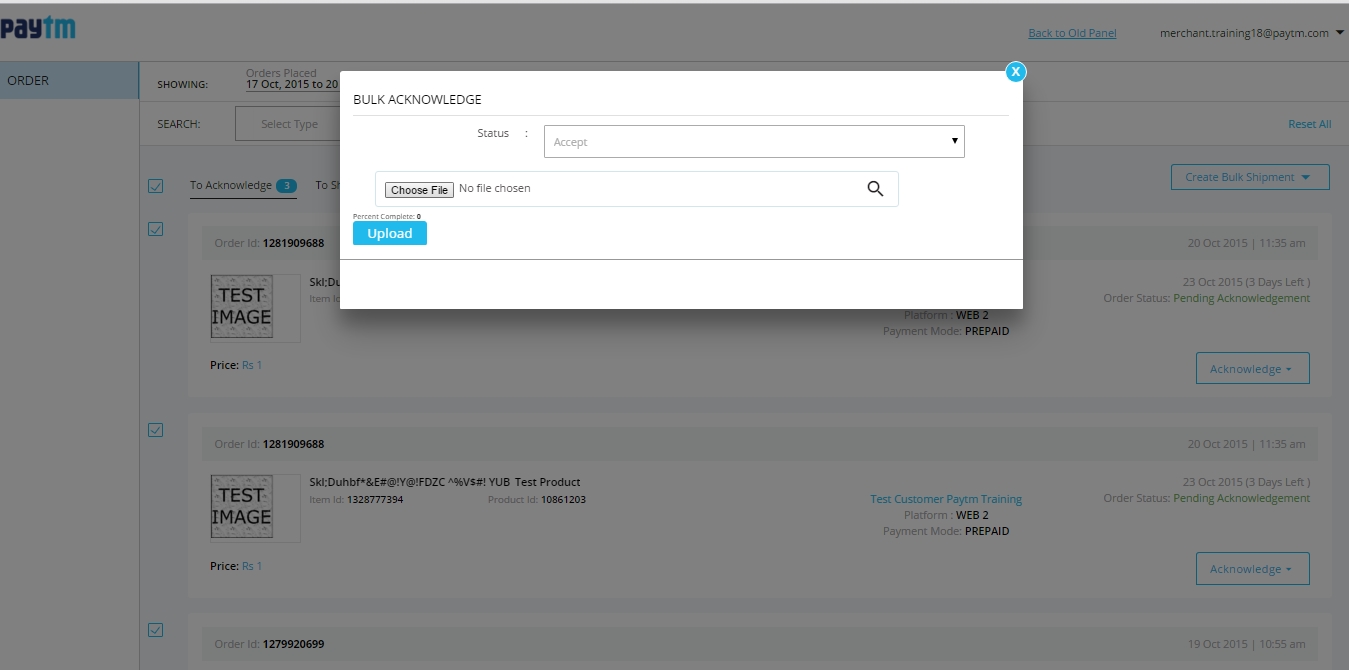 paytm
Back to Old Panel
merchant.training18@paytm.com
ORDER
SHOWING:
Orders Placed
17 Oct, 2015 to 20
SEARCH:
Select Type
Reset All
X
BULK ACKNOWLEDGE
Status :
Accept
Choose File No file chosen
Percent Complete: 0
Upload
To Acknowledge 3
To Sh
Create Bulk Shipment
Order Id: 1281909688
20 Oct 2015 | 11:35 am
TEST
IMAGE
Skl;Du
Item Id
23 Oct 2015 (3 Days Left )
Order Status: Pending Acknowledgement
Platform : WEB 2
Payment Mode: PREPAID
Price: Rs 1
Acknowledge
Order Id: 1281909688
20 Oct 2015 | 11:35 am
TEST
IMAGE
Skl;Duhbf*&E#@!Y@!FDZC ^%V$#! YUB Test Product
Item Id: 1328777394
Product Id: 10861203
Test Customer Paytm Training
Platform : WEB 2
Payment Mode: PREPAID
23 Oct 2015 (3 Days Left )
Order Status: Pending Acknowledgement
Price: Rs 1
Acknowledge
Order Id: 1279920699
19 Oct 2015 | 10:55 am